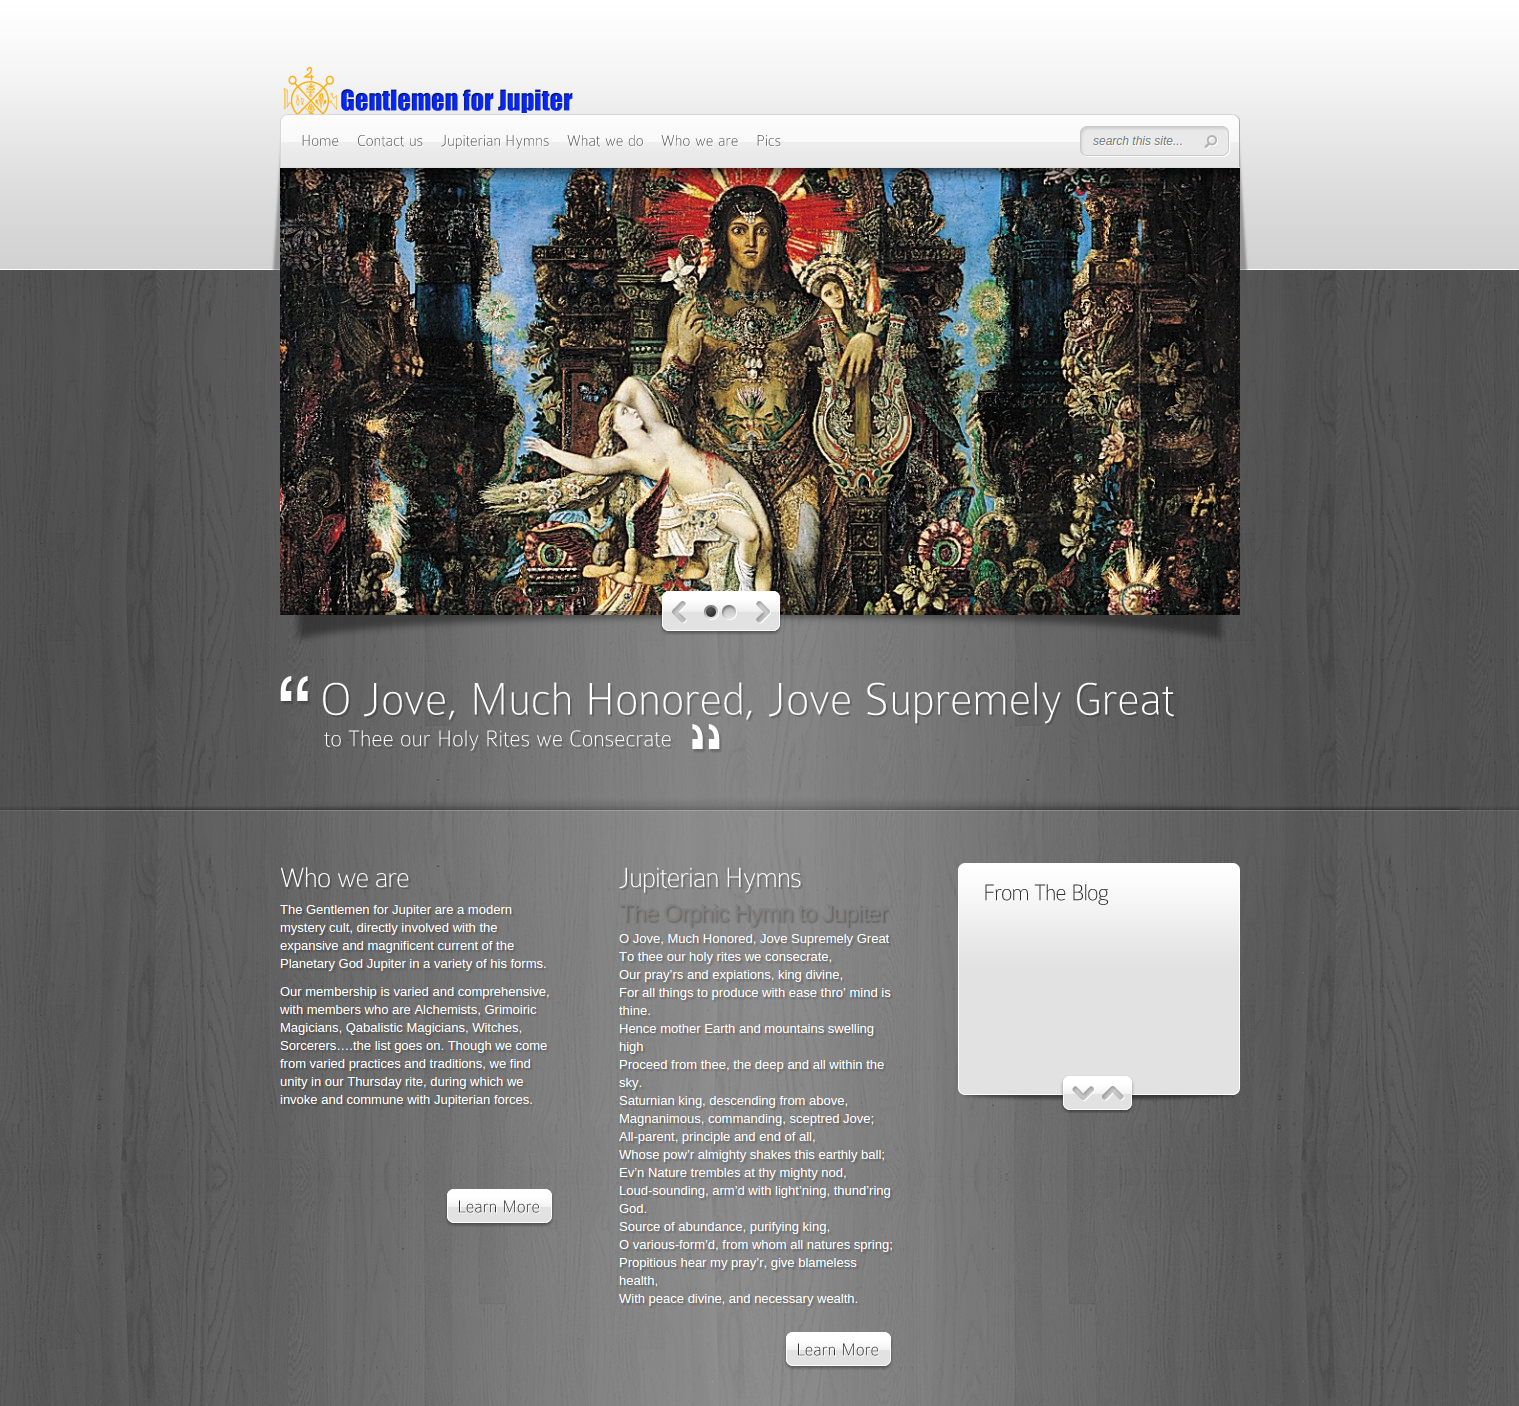 Gentlemen for Jupiter
Home Contact us Jupiterian Hymns What we do Who we are Pics search this site...
“ O Jove, Much Honored, Jove Supremely Great
to Thee our Holy Rites we Consecrate ”
Who we are
The Gentlemen for Jupiter are a modern
mystery cult, directly involved with the
expansive and magnificent current of the
Planetary God Jupiter in a variety of his forms.
Our membership is varied and comprehensive,
with members who are Alchemists, Grimoiric
Magicians, Qabalistic Magicians, Witches,
Sorcerers….the list goes on. Though we come
from varied practices and traditions, we find
unity in our Thursday rite, during which we
invoke and commune with Jupiterian forces.
Learn More
Jupiterian Hymns
The Orphic Hymn to Jupiter
O Jove, Much Honored, Jove Supremely Great
To thee our holy rites we consecrate,
Our pray’rs and expiations, king divine,
For all things to produce with ease thro’ mind is
thine.
Hence mother Earth and mountains swelling
high
Proceed from thee, the deep and all within the
sky.
Saturnian king, descending from above,
Magnanimous, commanding, sceptred Jove;
All-parent, principle and end of all,
Whose pow’r almighty shakes this earthly ball;
Ev’n Nature trembles at thy mighty nod,
Loud-sounding, arm’d with light’ning, thund’ring
God.
Source of abundance, purifying king,
O various-form’d, from whom all natures spring;
Propitious hear my pray’r, give blameless
health,
With peace divine, and necessary wealth.
Learn More
From The Blog